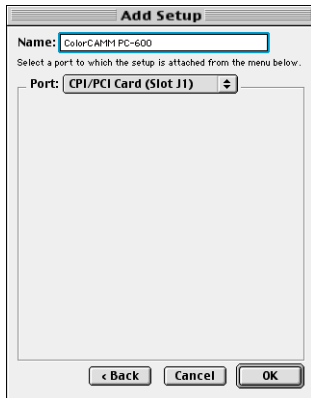 Add Setup
Name: ColorCAMM PC-600
Select a port to which the setup is attached from the menu below.
Port: CPI/PCI Card (Slot J1)
‹ Back Cancel OK